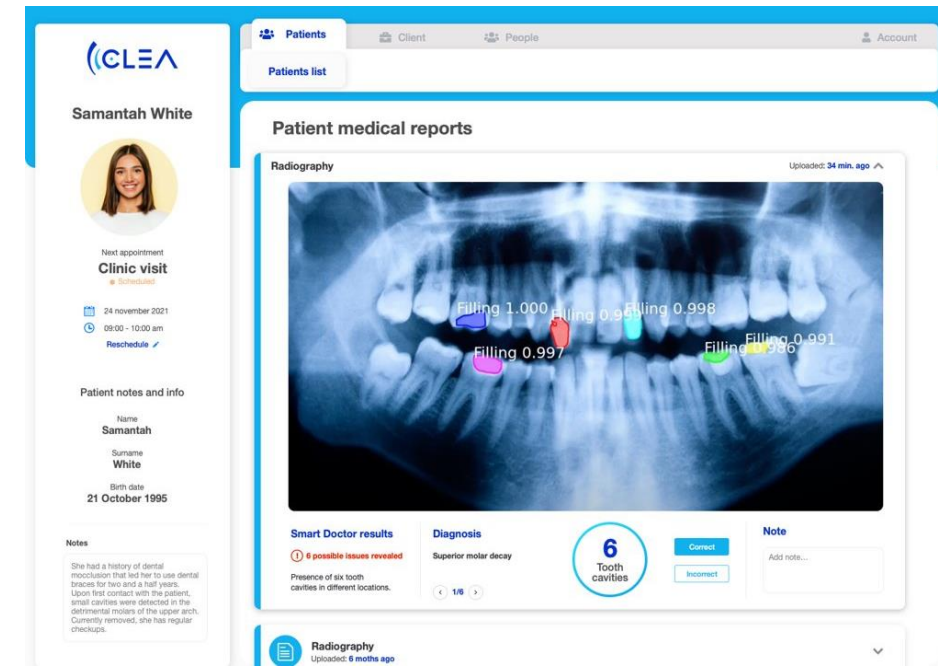 CLEA
Samantah White
Next appointment
Clinic visit
Scheduled
24 november 2021
09:00 - 10:00 am
Reschedule
Patient notes and info
Name
Samantah
Surname
White
Birth date
21 October 1995
Notes
She had a history of dental
mocclusion that led her to use dental
braces for two and a half years.
Upon first contact with the patient,
small cavities were detected in the
detrimental molars of the upper arch.
Currently removed, she has regular
checkups.
Patients
Client
People
Account
Patients list
Patient medical reports
Radiography
Uploaded: 34 min. ago
Filling 1.000
Filling 0.998
Filling 0.991
Filling 0.986
Filling 0.997
Smart Doctor results
6 possible issues revealed
Presence of six tooth
cavities in different locations.
Diagnosis
Superior molar decay
1/6
6
Tooth
cavities
Correct
Incorrect
Note
Add note...
Radiography
Uploaded: 6 moths ago